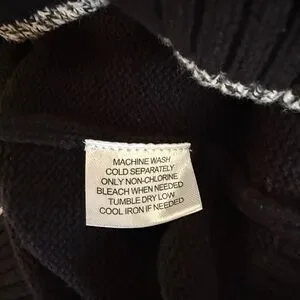 MACHINE WASH
COLD SEPARATELY
ONLY NON-CHLORINE
BLEACH WHEN NEEDED
TUMBLE DRY LOW
COOL IRON IF NEEDED